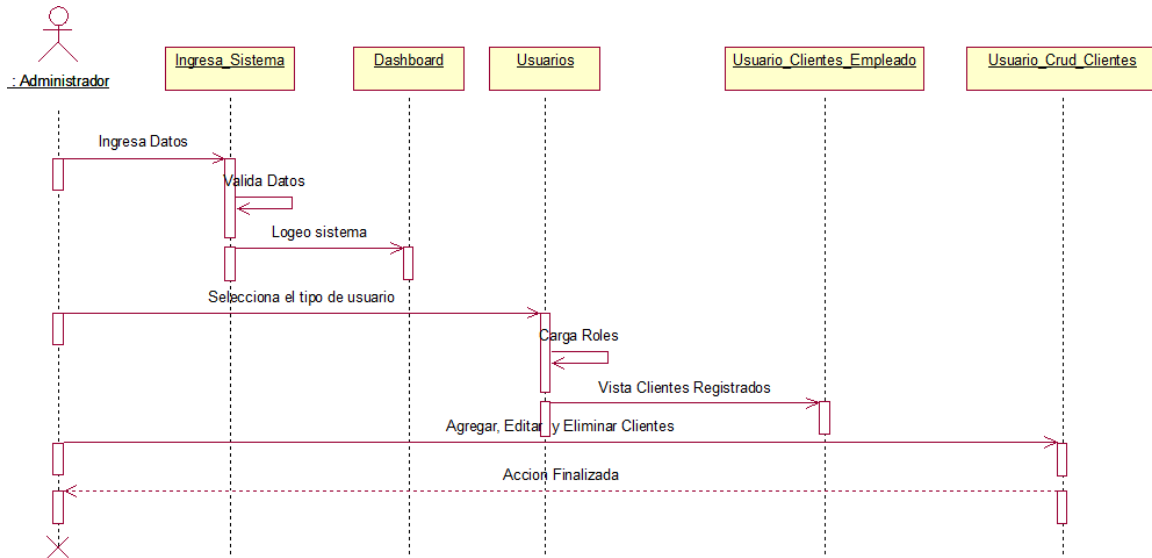 Ingresa_Sistema
Dashboard
Usuarios
Usuario_Clientes_Empleado
Usuario_Crud_Clientes
: Administrador
Ingresa Datos
Valida Datos
Logeo sistema
Selecciona el tipo de usuario
Carga Roles
Vista Clientes Registrados
Agregar, Editar y Eliminar Clientes
Accion Finalizada